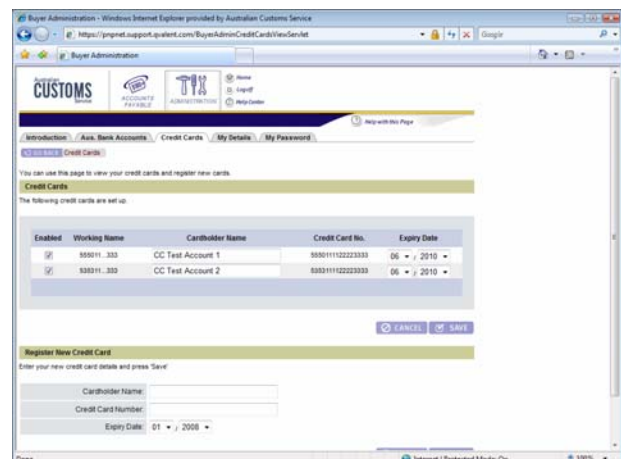 Buyer Administration - Windows Internet Explorer provided by Australian Customs Service
https://pnpnet.support.qvalent.com/BuyerAdminCreditCardsViewServlet
Google
Buyer Administration
Australian CUSTOMS Service
ACCOUNTS PAYABLE
ADMINISTRATION
Home
Logoff
Help Center
Help with this Page
Introduction Aus. Bank Accounts Credit Cards My Details My Password
GO BACK Credit Cards
You can use this page to view your credit cards and register new cards.
Credit Cards
The following credit cards are set up.
Enabled Working Name Cardholder Name Credit Card No. Expiry Date
555011...333 CC Test Account 1 5550111122223333 06 / 2010
535311...333 CC Test Account 2 5353111122223333 06 / 2010
CANCEL SAVE
Register New Credit Card
Enter your new credit card details and press 'Save'
Cardholder Name:
Credit Card Number:
Expiry Date: 01 / 2008
Done
Internet | Protected Mode: On
100%